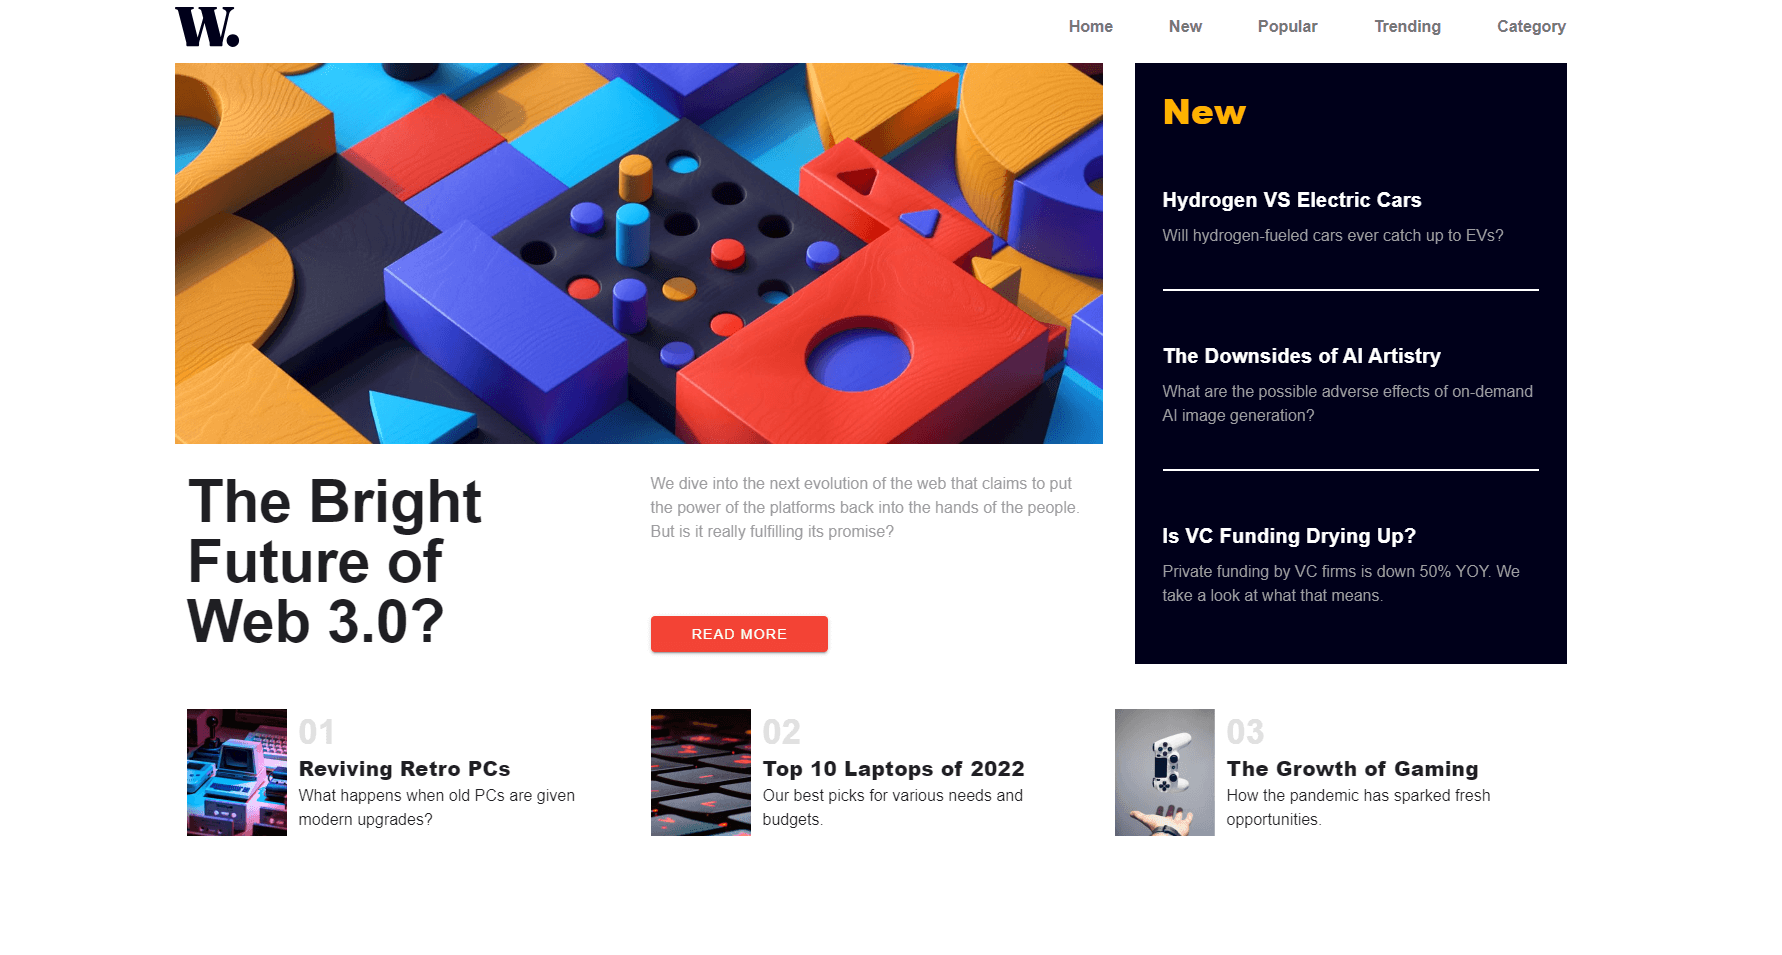 W.
Home New Popular Trending Category
New
Hydrogen VS Electric Cars
Will hydrogen-fueled cars ever catch up to EVs?
The Downsides of AI Artistry
What are the possible adverse effects of on-demand
AI image generation?
Is VC Funding Drying Up?
Private funding by VC firms is down 50% YOY. We
take a look at what that means.
The Bright
Future of
Web 3.0?
We dive into the next evolution of the web that claims to put
the power of the platforms back into the hands of the people.
But is it really fulfilling its promise?
READ MORE
01
Reviving Retro PCs
What happens when old PCs are given
modern upgrades?
02
Top 10 Laptops of 2022
Our best picks for various needs and
budgets.
03
The Growth of Gaming
How the pandemic has sparked fresh
opportunities.